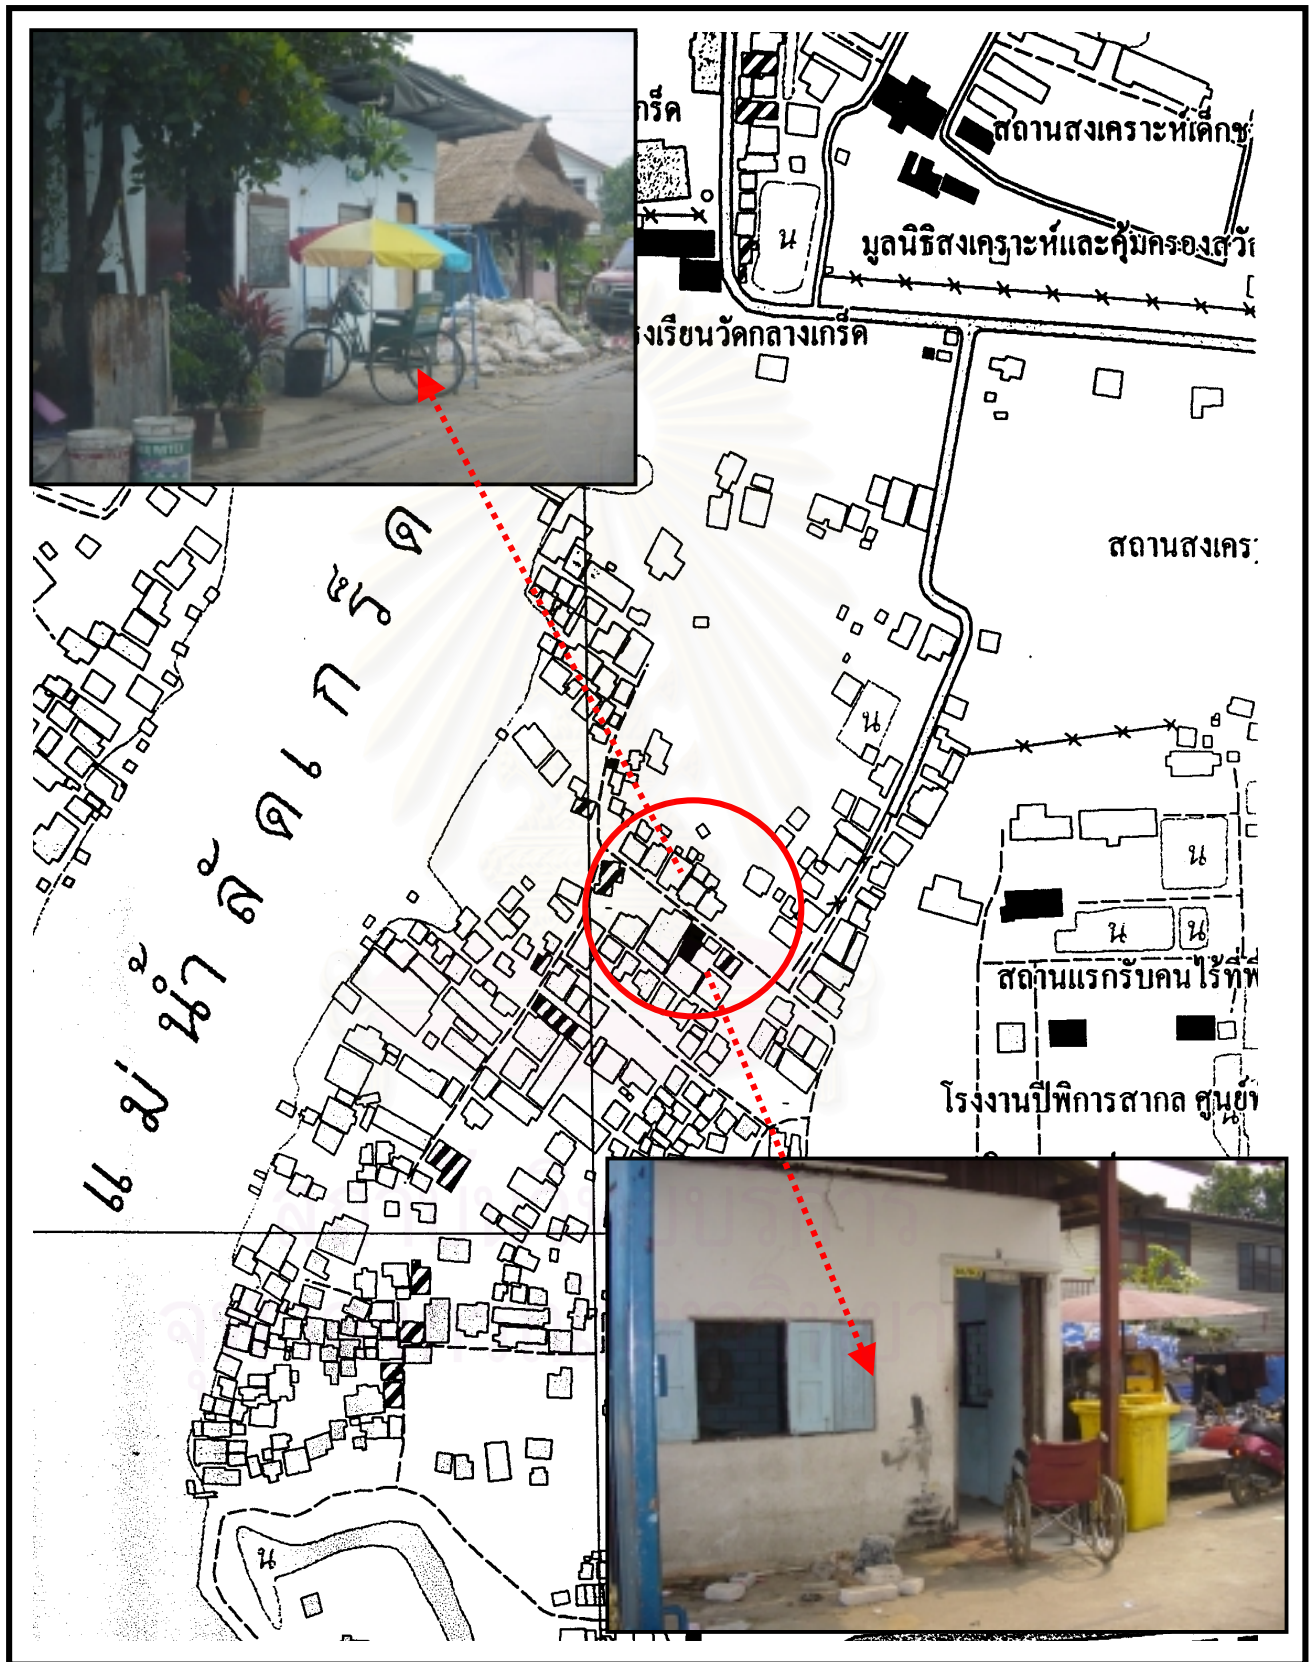 กร็ด
สถานสงเคราะห์เด็กช
น
มูลนิธิสงเคราะห์และคุ้มครองสวัส
รงเรียนวัดกลางเกร็ด
สถานสงเครา
แม่น้ำลัดเกร็ด
น
น
น
น
สถานแรกรับคนไร้ที่พึ่
โรงงานปีพิการสากล ศูนย์พ
น
น